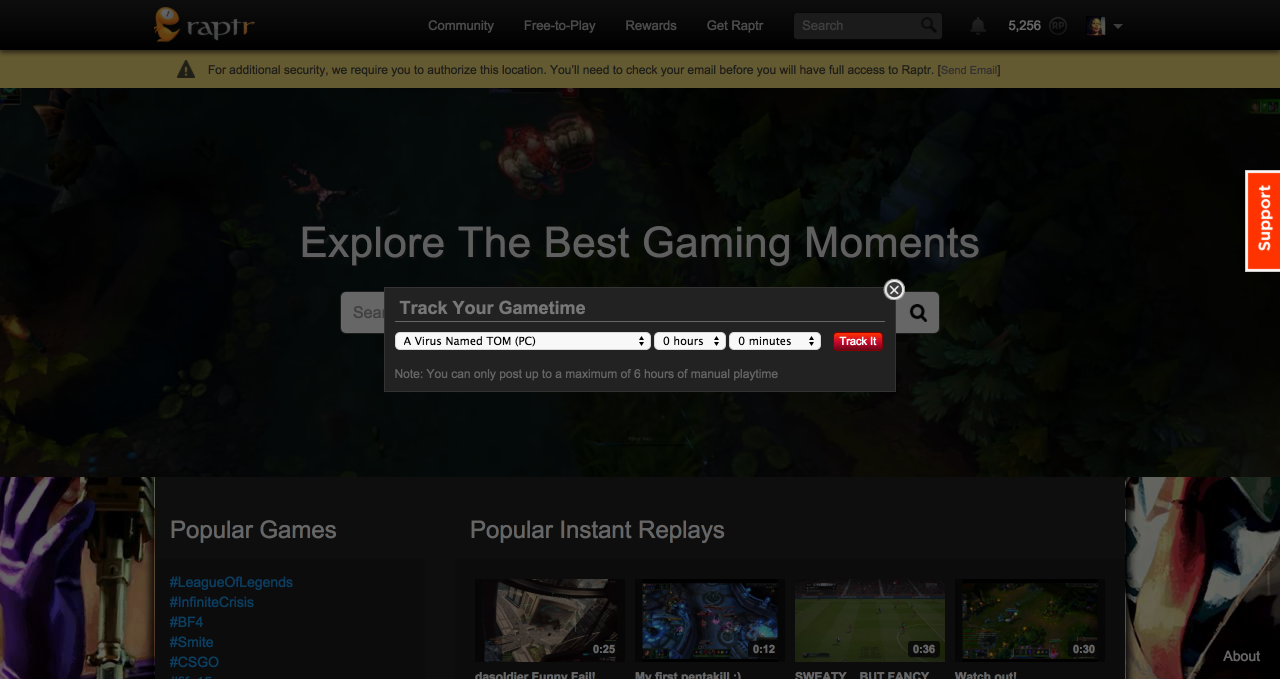 raptr
Community
Free-to-Play
Rewards
Get Raptr
Search
5,256
RP
For additional security, we require you to authorize this location. You'll need to check your email before you will have full access to Raptr. [Send Email]
Support
Explore The Best Gaming Moments
Sear
Track Your Gametime
A Virus Named TOM (PC)
0 hours
0 minutes
Track It
Note: You can only post up to a maximum of 6 hours of manual playtime
Popular Games
Popular Instant Replays
#LeagueOfLegends
#InfiniteCrisis
#BF4
#Smite
#CSGO
0:25
0:12
0:36
0:30
dasoldier Funny Fail!
My first pentakill :)
SWEATY... BUT FANCY
Watch out!
About